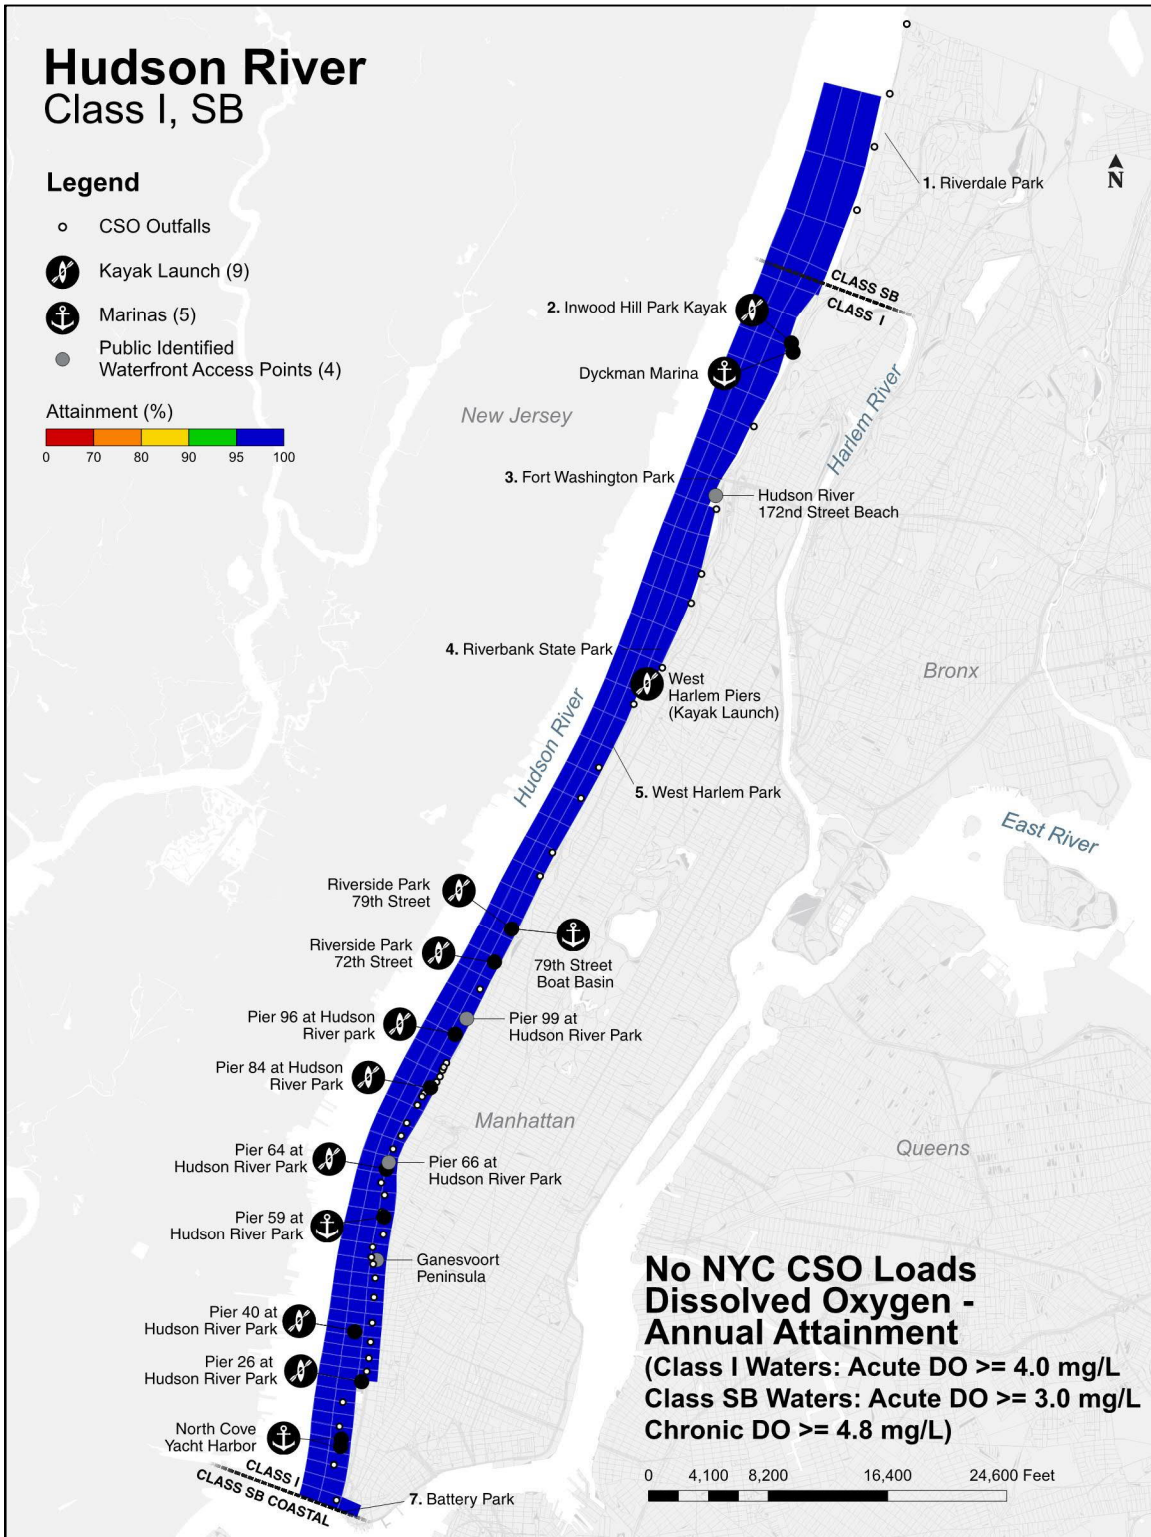 Hudson River
Class I, SB
Legend
CSO Outfalls
Kayak Launch (9)
Marinas (5)
Public Identified
Waterfront Access Points (4)
Attainment (%)
0 70 80 90 95 100
N
1. Riverdale Park
CLASS SB
CLASS I
2. Inwood Hill Park Kayak
Dyckman Marina
New Jersey
Harlem River
3. Fort Washington Park
Hudson River
172nd Street Beach
4. Riverbank State Park
West
Harlem Piers
(Kayak Launch)
Bronx
Hudson River
5. West Harlem Park
East River
Riverside Park
79th Street
79th Street
Boat Basin
Riverside Park
72th Street
Pier 96 at Hudson
River park
Pier 99 at
Hudson River Park
Pier 84 at Hudson
River Park
Manhattan
Queens
Pier 64 at
Hudson River Park
Pier 66 at
Hudson River Park
Pier 59 at
Hudson River Park
Ganesvoort
Peninsula
Pier 40 at
Hudson River Park
Pier 26 at
Hudson River Park
North Cove
Yacht Harbor
CLASS I
CLASS SB COASTAL
7. Battery Park
No NYC CSO Loads
Dissolved Oxygen -
Annual Attainment
(Class I Waters: Acute DO >= 4.0 mg/L
Class SB Waters: Acute DO >= 3.0 mg/L
Chronic DO >= 4.8 mg/L)
0 4,100 8,200 16,400 24,600 Feet